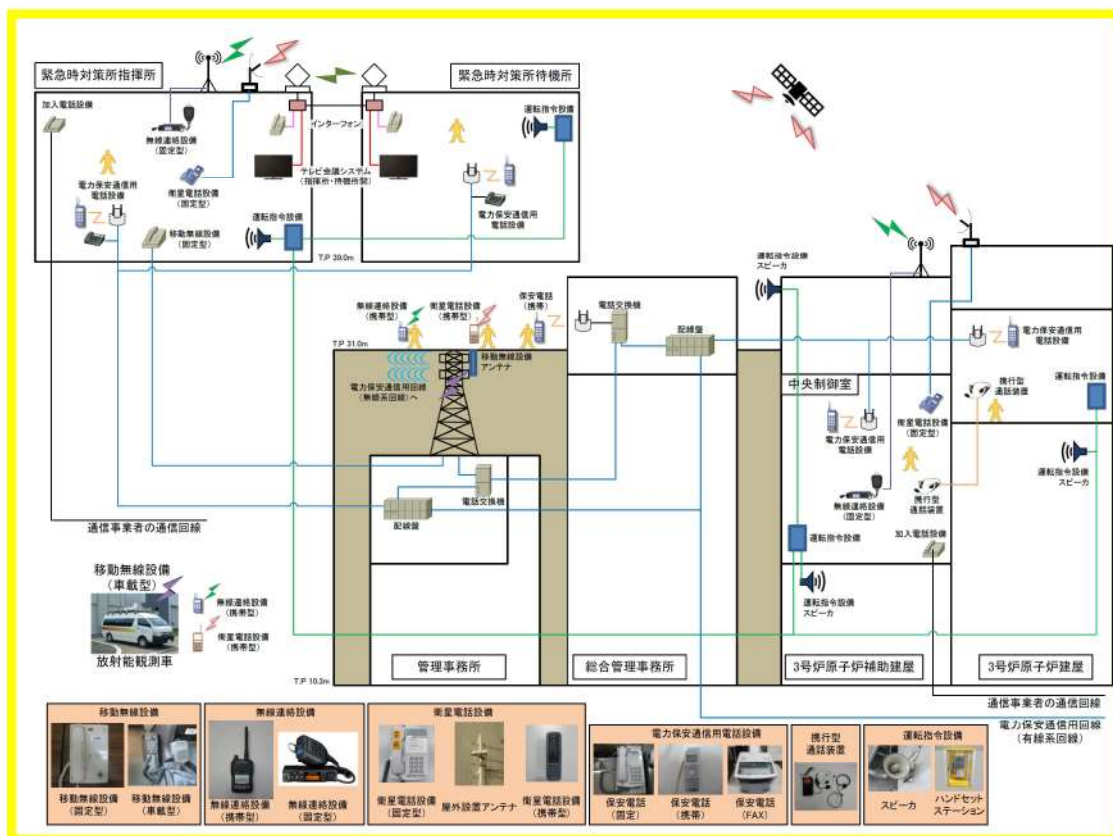 緊急時対策所指揮所
緊急時対策所待機所
加入電話設備
無線連絡設備
(固定型)
インターフォン
運転指令設備
電力保安通信用
電話設備
衛星電話設備
(固定型)
テレビ会議システム
(指揮所・待機所間)
移動無線設備
(固定型)
運転指令設備
電力保安通信用
電話設備
T.P 39.0m
無線連絡設備
(携帯型)
衛星電話設備
(携帯型)
保安電話
(携帯)
T.P 31.0m
移動無線設備
アンテナ
電力保安通信用回線
(無線系回線)へ
電話交換機
配線盤
電話交換機
配線盤
運転指令設備
スピーカ
中央制御室
電力保安通信用
電話設備
携行型
通話装置
運転指令設備
衛星電話設備
(固定型)
電力保安通信用
電話設備
運転指令設備
スピーカ
無線連絡設備
(固定型)
携行型
通話装置
加入電話設備
運転指令設備
運転指令設備
スピーカ
通信事業者の通信回線
移動無線設備
(車載型)
無線連絡設備
(携帯型)
衛星電話設備
(携帯型)
放射能観測車
T.P 10.3m
管理事務所
総合管理事務所
3号炉原子炉補助建屋
3号炉原子炉建屋
通信事業者の通信回線
電力保安通信用回線
(有線系回線)
移動無線設備
移動無線設備
(固定型)
移動無線設備
(車載型)
無線連絡設備
無線連絡設備
(携帯型)
無線連絡設備
(固定型)
衛星電話設備
衛星電話設備
(固定型)
屋外設置アンテナ
衛星電話設備
(携帯型)
電力保安通信用電話設備
保安電話
(固定)
保安電話
(携帯)
保安電話
(FAX)
携行型
通話装置
運転指令設備
スピーカ
ハンドセット
ステーション